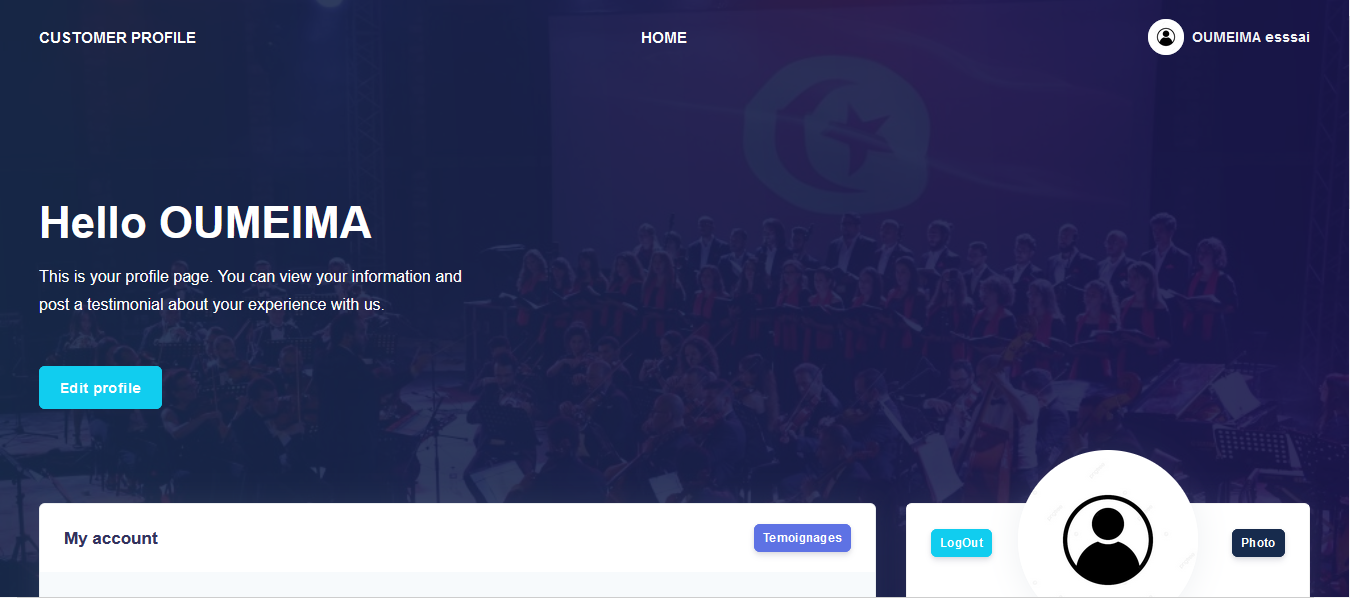 CUSTOMER PROFILE
HOME
OUMEIMA esssai
Hello OUMEIMA
This is your profile page. You can view your information and
post a testimonial about your experience with us.
Edit profile
My account
Temoignages
LogOut
Photo